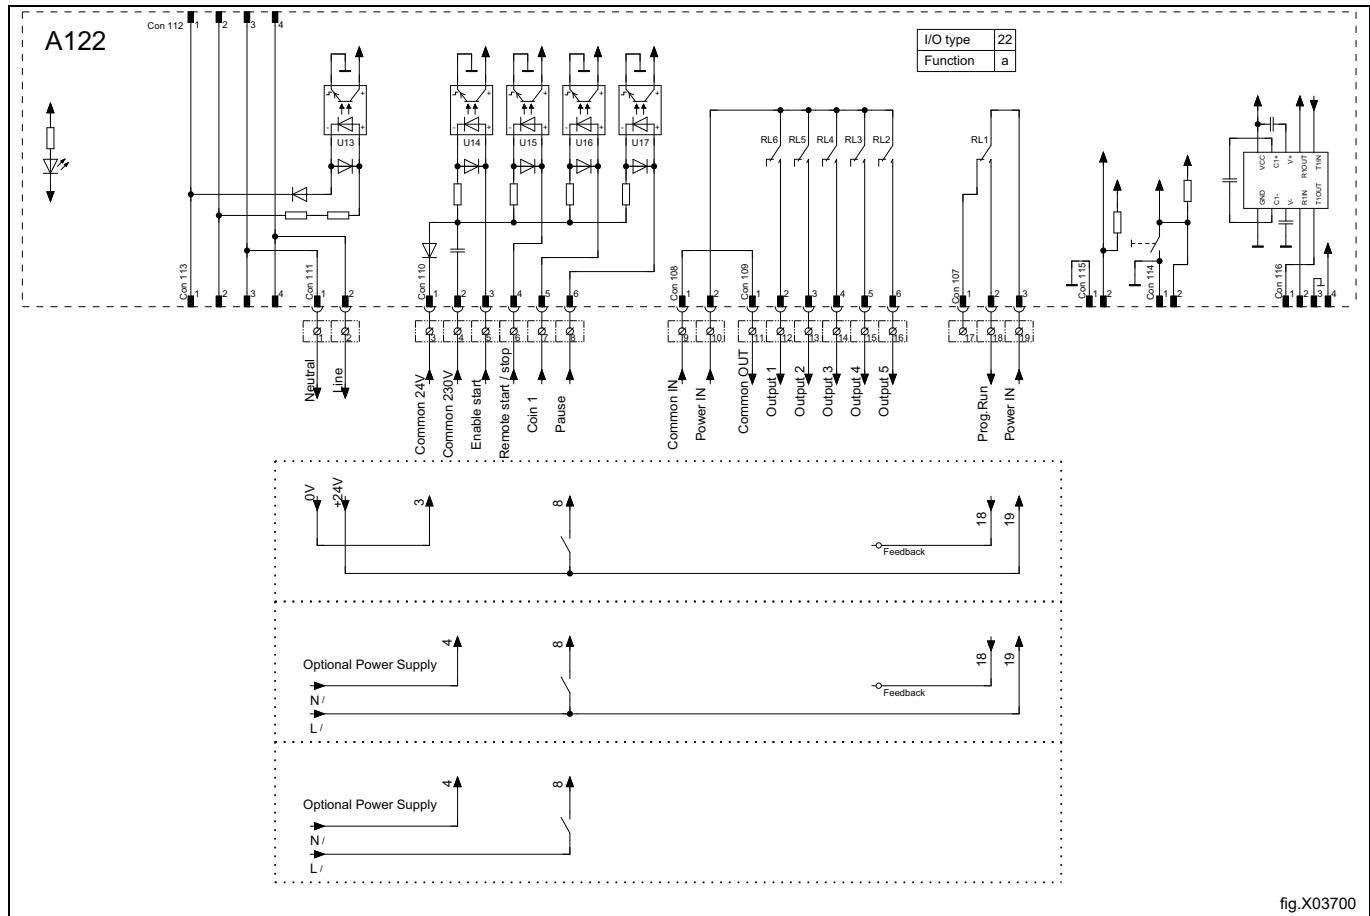 A122
Con 112
1
2
3
4
I/O type 22
Function a
U13
U14
U15
U16
U17
RL6
RL5
RL4
RL3
RL2
RL1
VCC
C1+
V+
R1OUT
T1IN
GND
C1-
V-
R1IN
T1OUT
Con 113
1
2
3
4
Con 111
1
2
Con 110
1
2
3
4
5
6
Con 108
1
2
Con 109
1
2
3
4
5
6
Con 107
1
2
3
Con 115
1
2
Con 114
1
2
Con 116
1
2
3
4
1
2
3
4
5
6
7
8
9
10
11
12
13
14
15
16
17
18
19
Neutral
Line
Common 24V
Common 230V
Enable start
Remote start / stop
Coin 1
Pause
Common IN
Power IN
Common OUT
Output 1
Output 2
Output 3
Output 4
Output 5
Prog.Run
Power IN
0V
+24V
3
8
18
19
Feedback
4
8
18
19
Optional Power Supply
N /
L /
Feedback
4
8
Optional Power Supply
N /
L /
fig.X03700